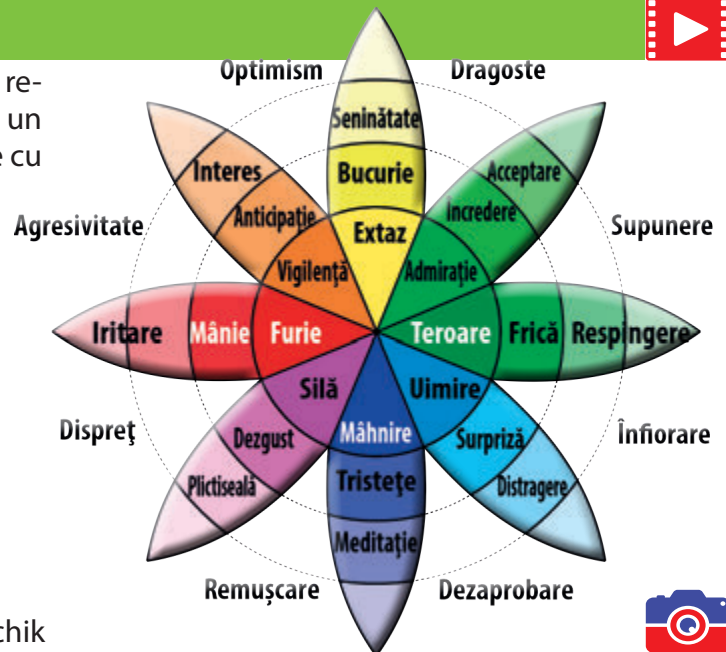 re-
un
e cu
Optimism
Dragoste
Seninătate
Interes
Bucurie
Acceptare
Anticipație
Încredere
Agresivitate
Extaz
Supunere
Vigilență
Admirație
Iritare
Mânie
Furie
Teroare
Frică
Respingere
Silă
Uimire
Dispreţ
Dezgust
Mâhnire
Surpriză
Înfiorare
Plictiseală
Tristețe
Distragere
Meditație
Remușcare
Dezaprobare
chik